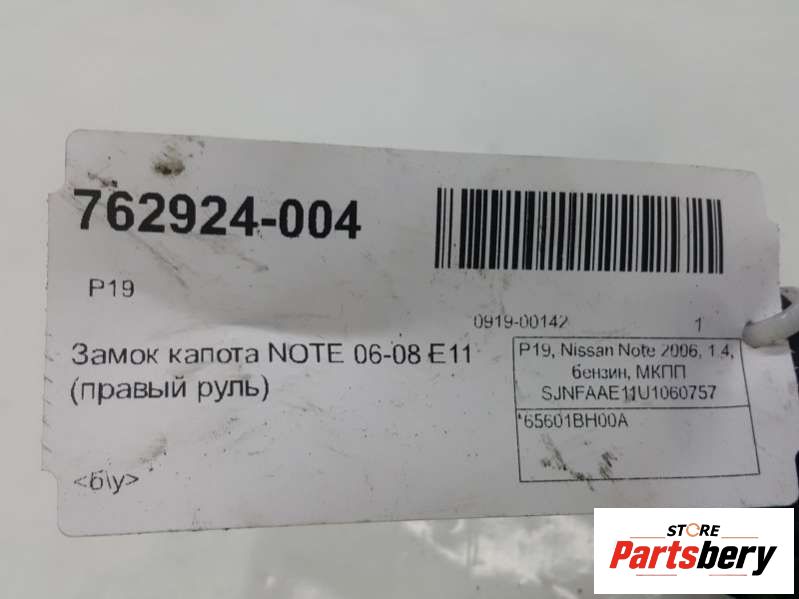 762924-004
P19
0919-00142 1
Замок капота NOTE 06-08 E11
(правый руль)
P19, Nissan Note 2006, 1.4,
бензин, МКПП
SJNFAAE11U1060757
*65601BH00A
<б\у>
STORE
Partsbery